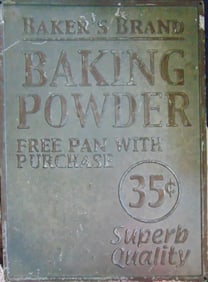 BAKER'S BRAND
BAKING
POWDER
FREE PAN WITH
PURCHASE
35¢
Superb
Quality